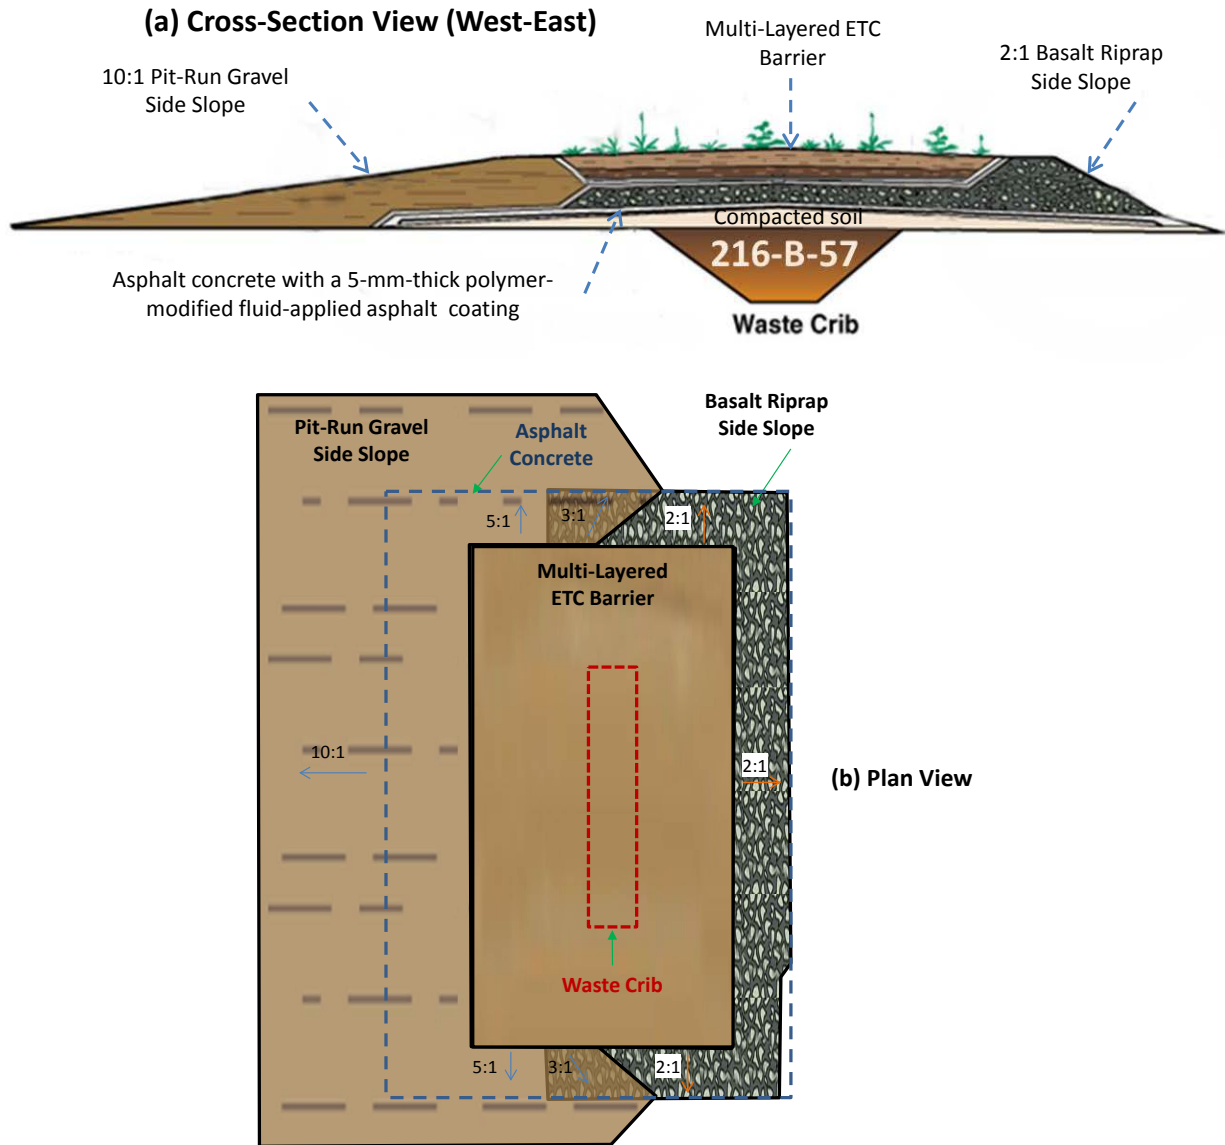 (a) Cross-Section View (West-East)
Multi-Layered ETC
Barrier
10:1 Pit-Run Gravel
Side Slope
2:1 Basalt Riprap
Side Slope
Compacted soil
216-B-57
Asphalt concrete with a 5-mm-thick polymer-
modified fluid-applied asphalt coating
Waste Crib
Pit-Run Gravel
Side Slope
Asphalt
Concrete
Basalt Riprap
Side Slope
5:1
3:1
2:1
Multi-Layered
ETC Barrier
10:1
2:1
(b) Plan View
Waste Crib
5:1
3:1
2:1